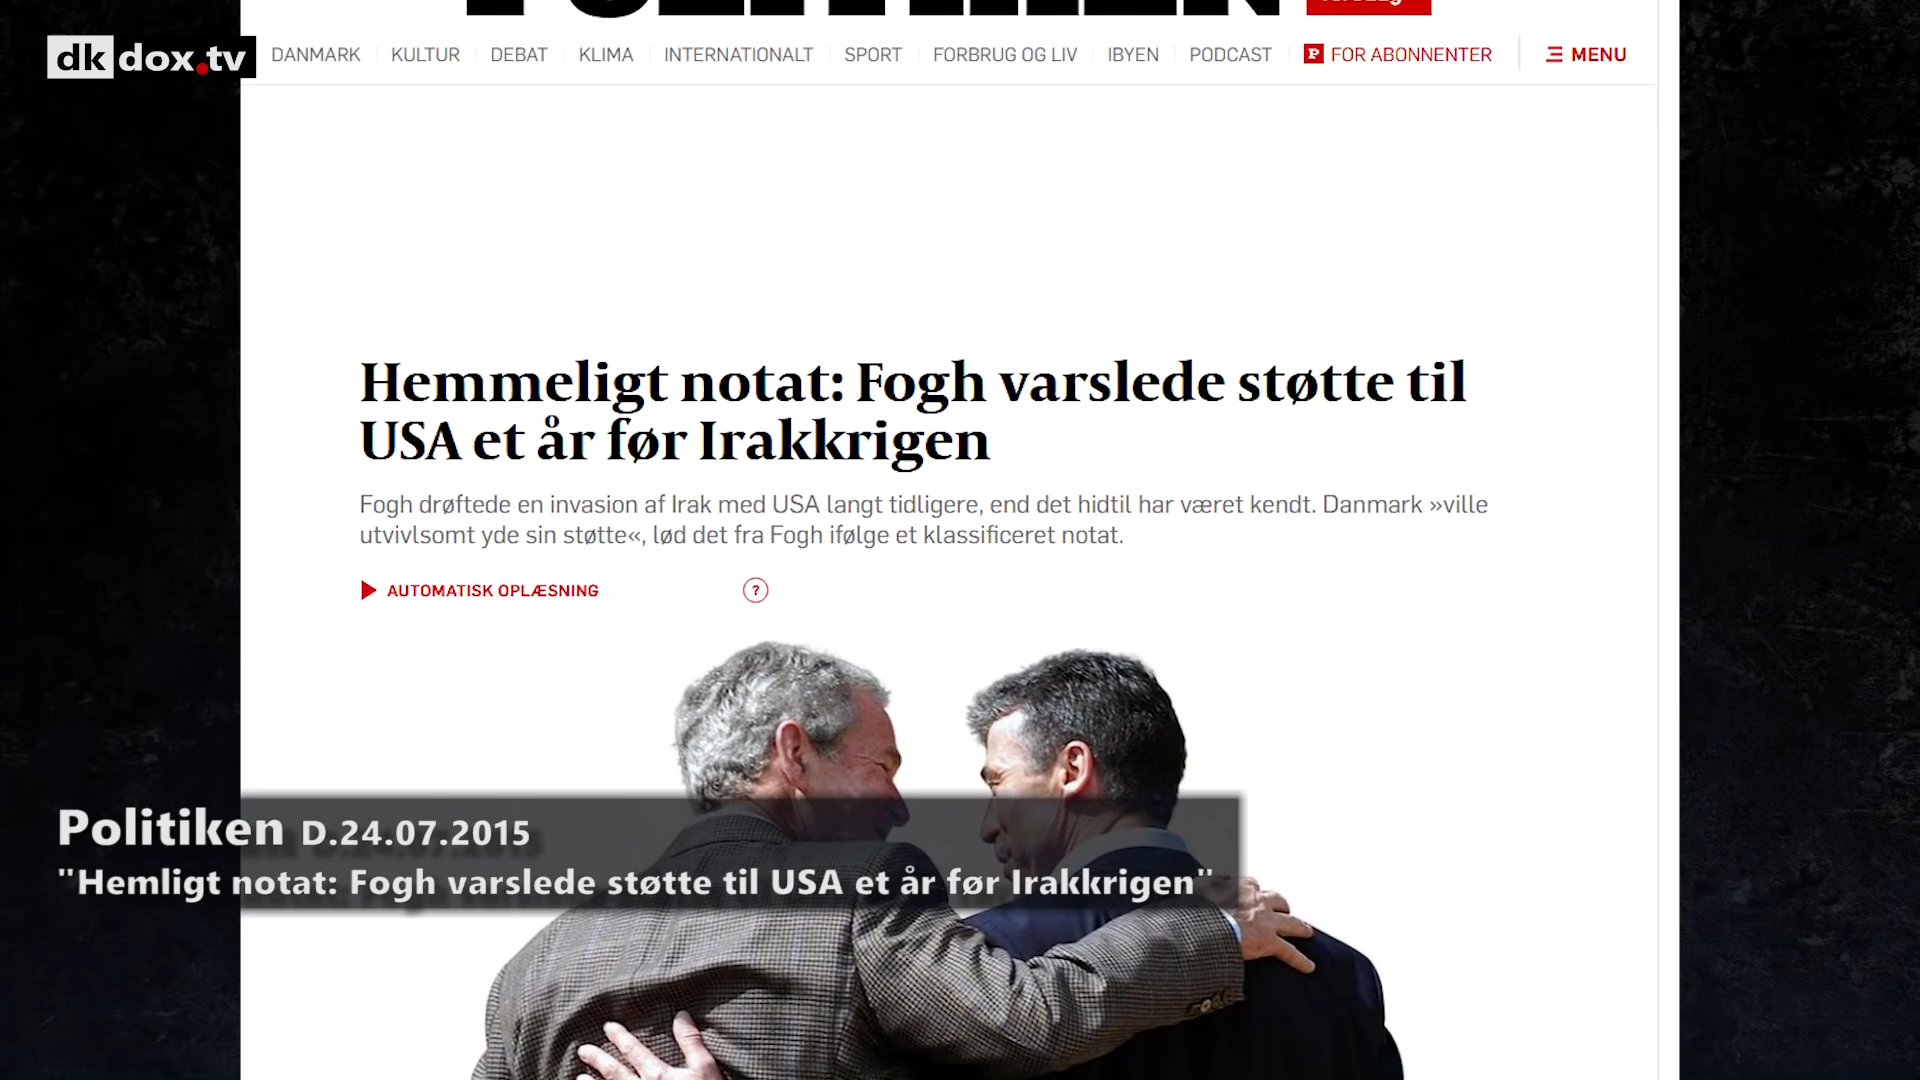 POLITIKEN
dkdox.tv
DANMARK KULTUR DEBAT KLIMA INTERNATIONALT SPORT FORBRUG OG LIV IBYEN PODCAST P FOR ABONNENTER MENU
Hemmeligt notat: Fogh varslede støtte til
USA et år før Irakkrigen
Fogh drøftede en invasion af Irak med USA langt tidligere, end det hidtil har været kendt. Danmark »ville
utvivlsomt yde sin støtte«, lød det fra Fogh ifølge et klassificeret notat.
AUTOMATISK OPLÆSNING ?
Politiken D.24.07.2015
"Hemligt notat: Fogh varslede støtte til USA et år før Irakkrigen"